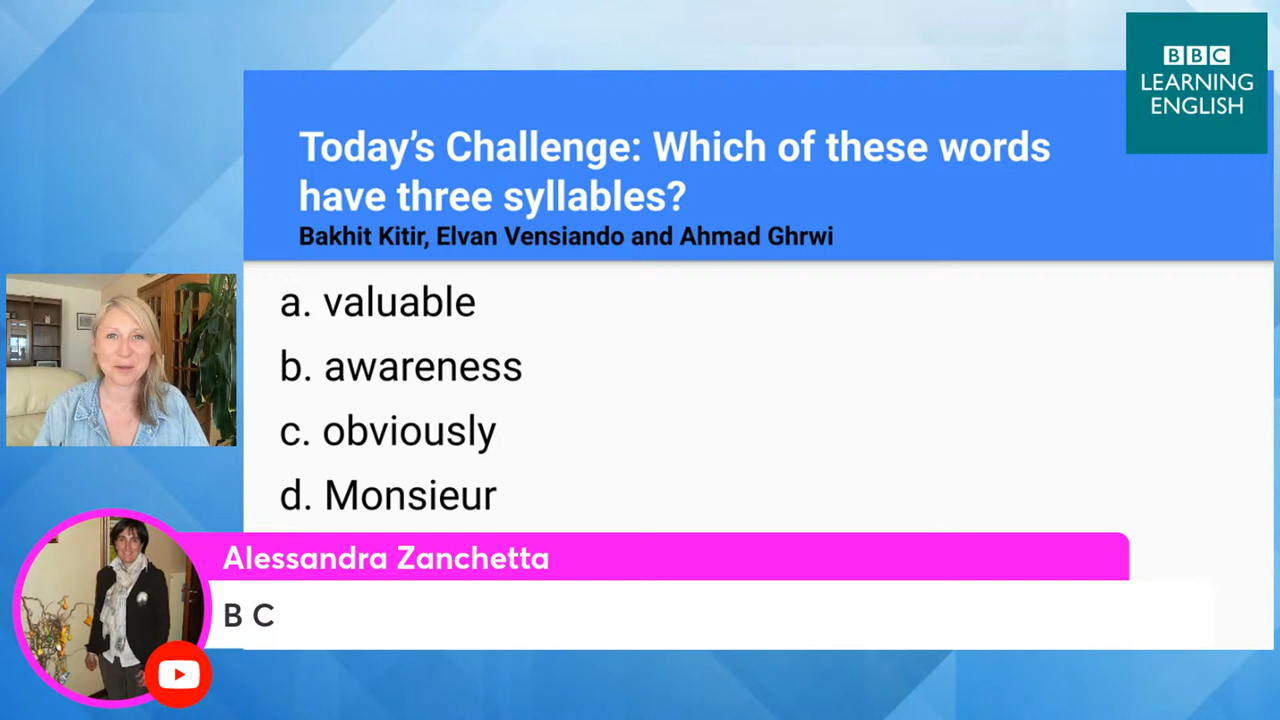 BBC
LEARNING
ENGLISH
Today's Challenge: Which of these words
have three syllables?
Bakhit Kitir, Elvan Vensiando and Ahmad Ghrwi
a. valuable
b. awareness
c. obviously
d. Monsieur
Alessandra Zanchetta
B C